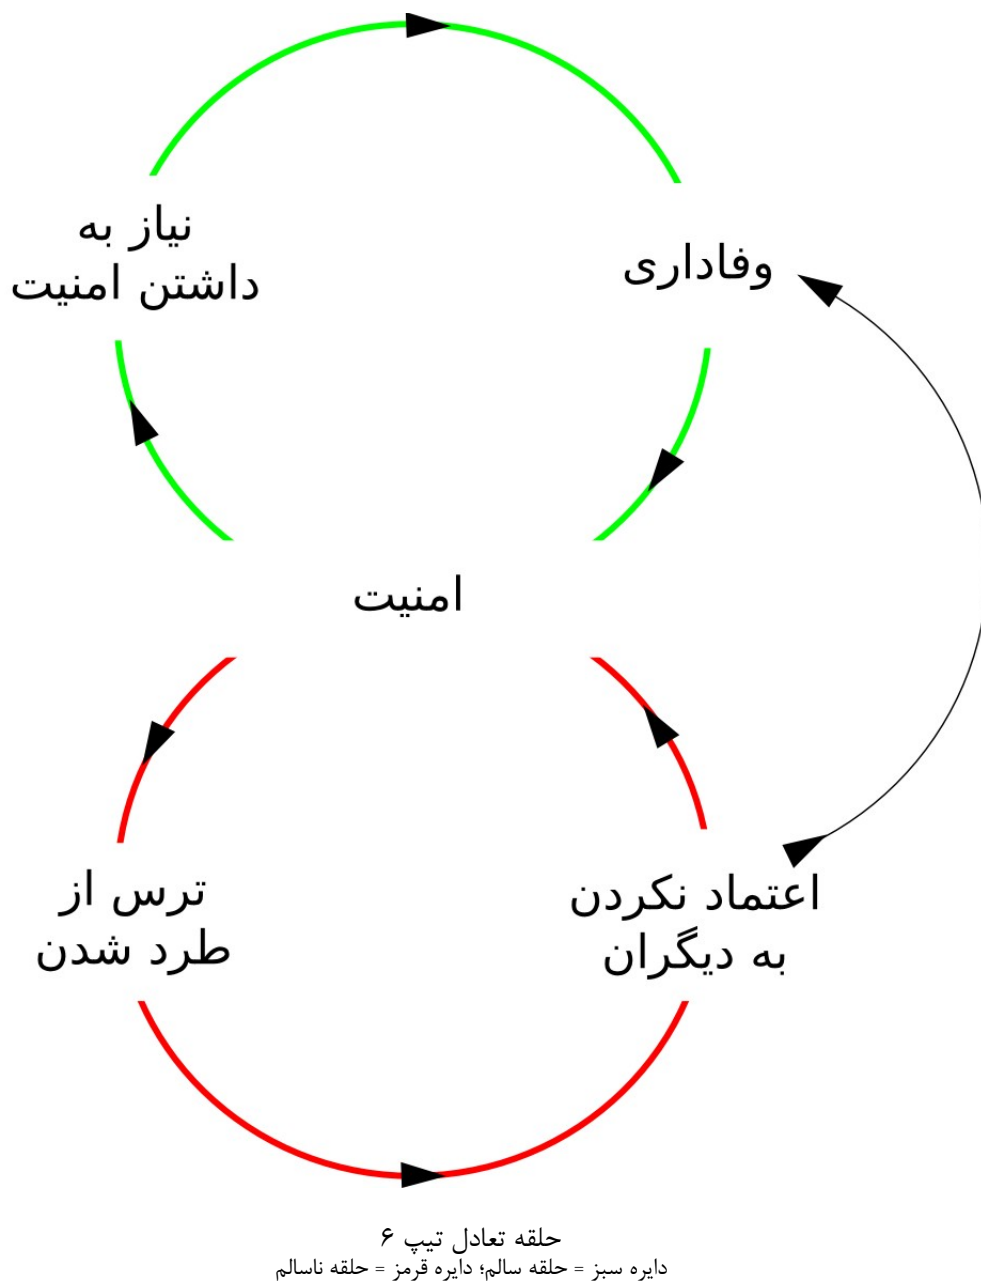 نیاز به
داشتن امنیت
وفاداری
امنیت
ترس از
طرد شدن
اعتماد نکردن
به دیگران
حلقه تعادل تیپ ۶
دایره سبز = حلقه سالم؛ دایره قرمز = حلقه ناسالم